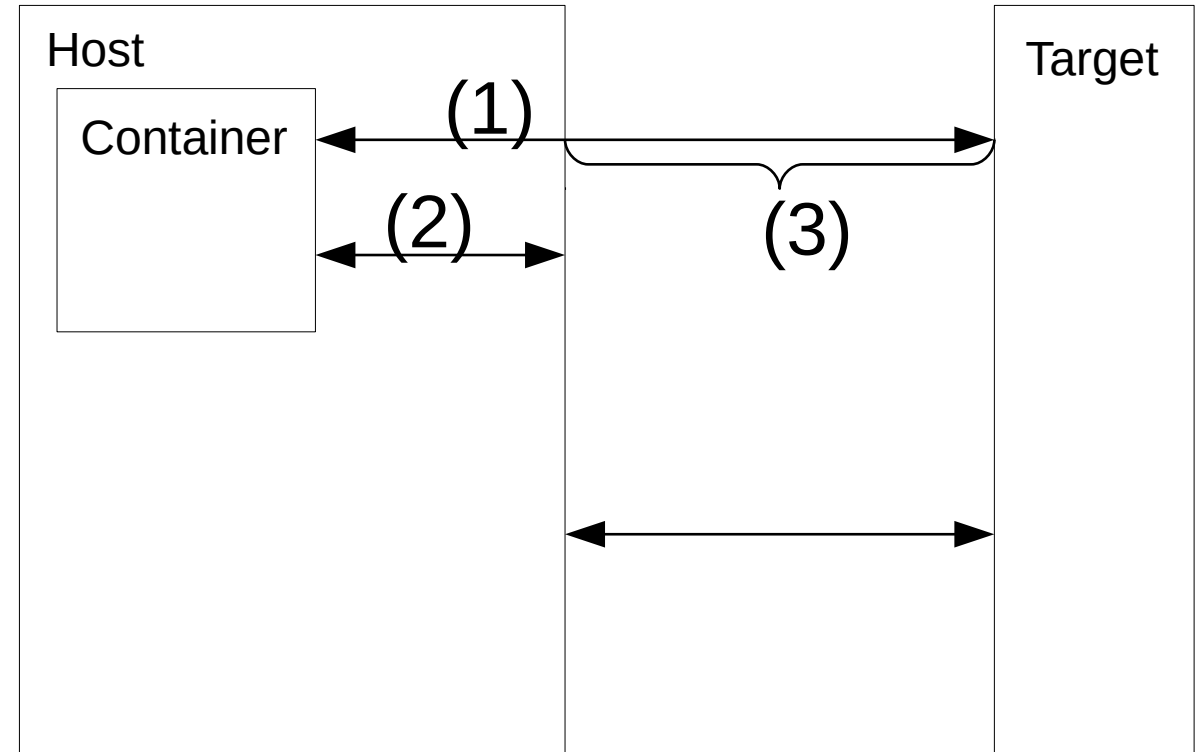 Host
Target
Container
(1)
(2)
(3)